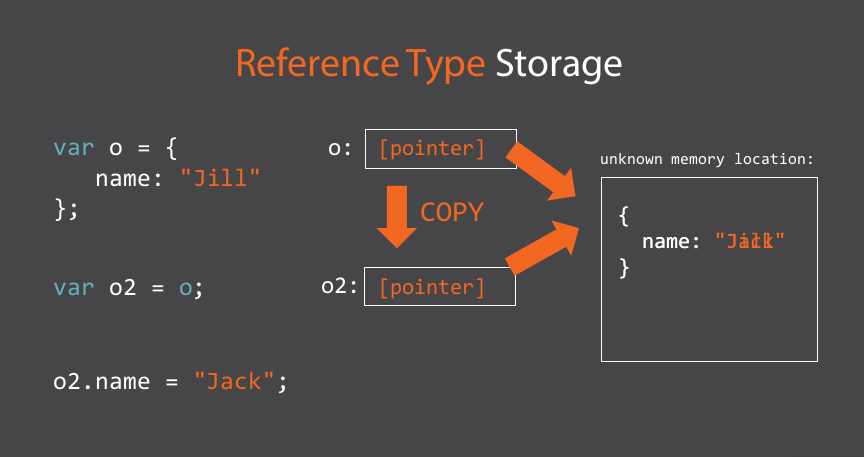 Reference Type Storage
var o = {
name: "Jill"
};
o: [pointer]
COPY
var o2 = o;
o2: [pointer]
o2.name = "Jack";
unknown memory location:
{
name:
}